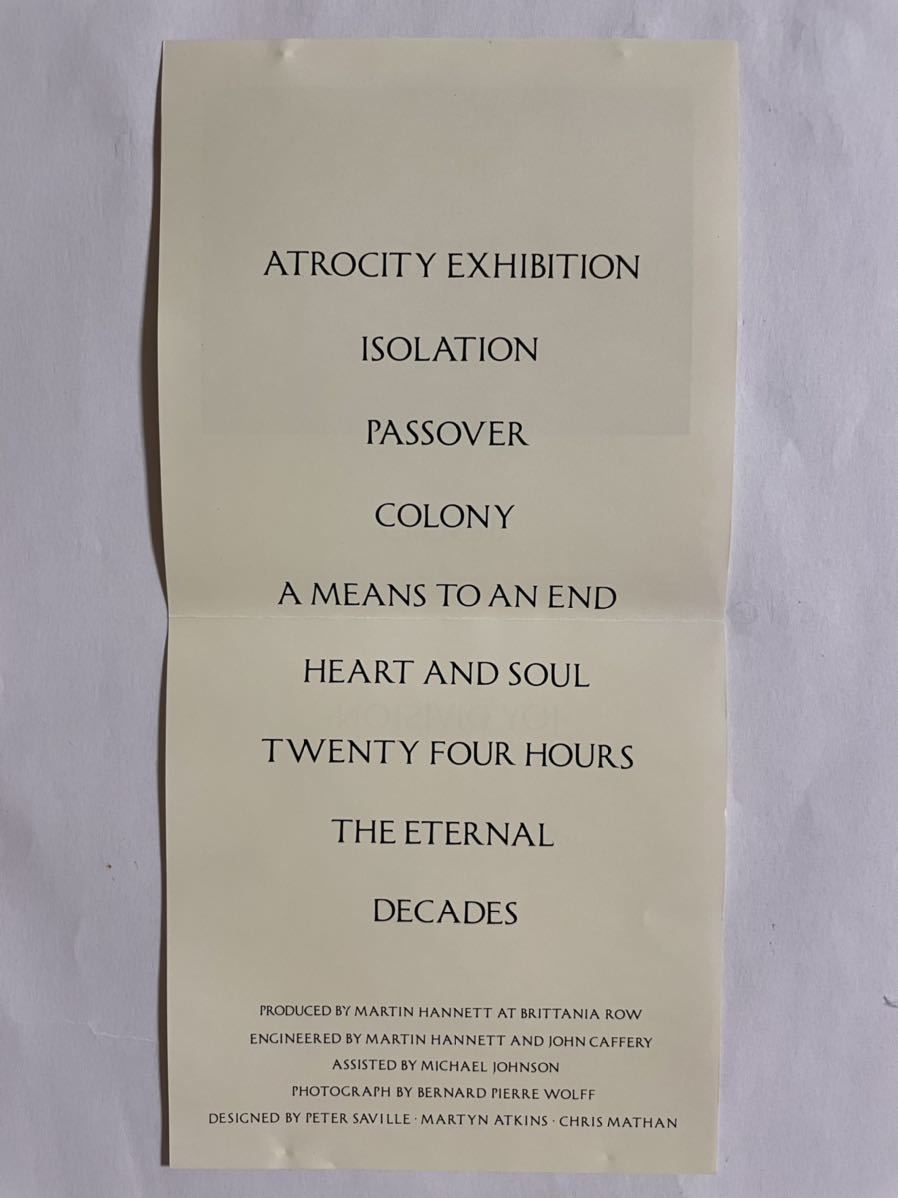 ATROCITY EXHIBITION
ISOLATION
PASSOVER
COLONY
A MEANS TO AN END
HEART AND SOUL
TWENTY FOUR HOURS
THE ETERNAL
DECADES
PRODUCED BY MARTIN HANNETT AT BRITTANIA ROW
ENGINEERED BY MARTIN HANNETT AND JOHN CAFFERY
ASSISTED BY MICHAEL JOHNSON
PHOTOGRAPH BY BERNARD PIERRE WOLFF
DESIGNED BY PETER SAVILLE · MARTYN ATKINS · CHRIS MATHAN